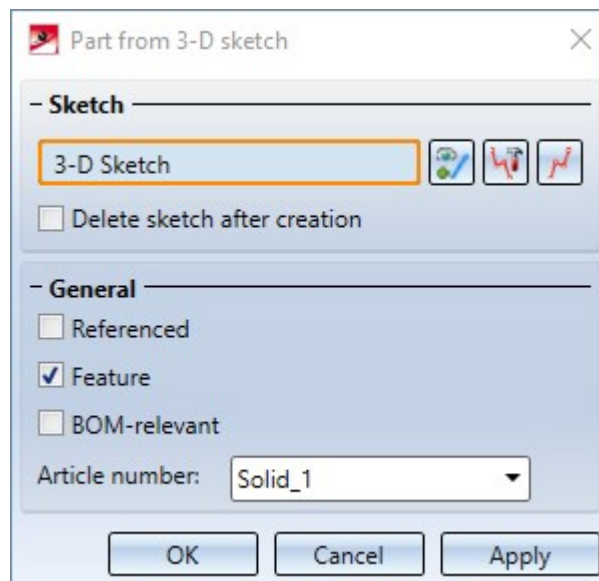 Part from 3-D sketch
Sketch
3-D Sketch
Delete sketch after creation
General
Referenced
Feature
BOM-relevant
Article number: Solid_1
OK Cancel Apply